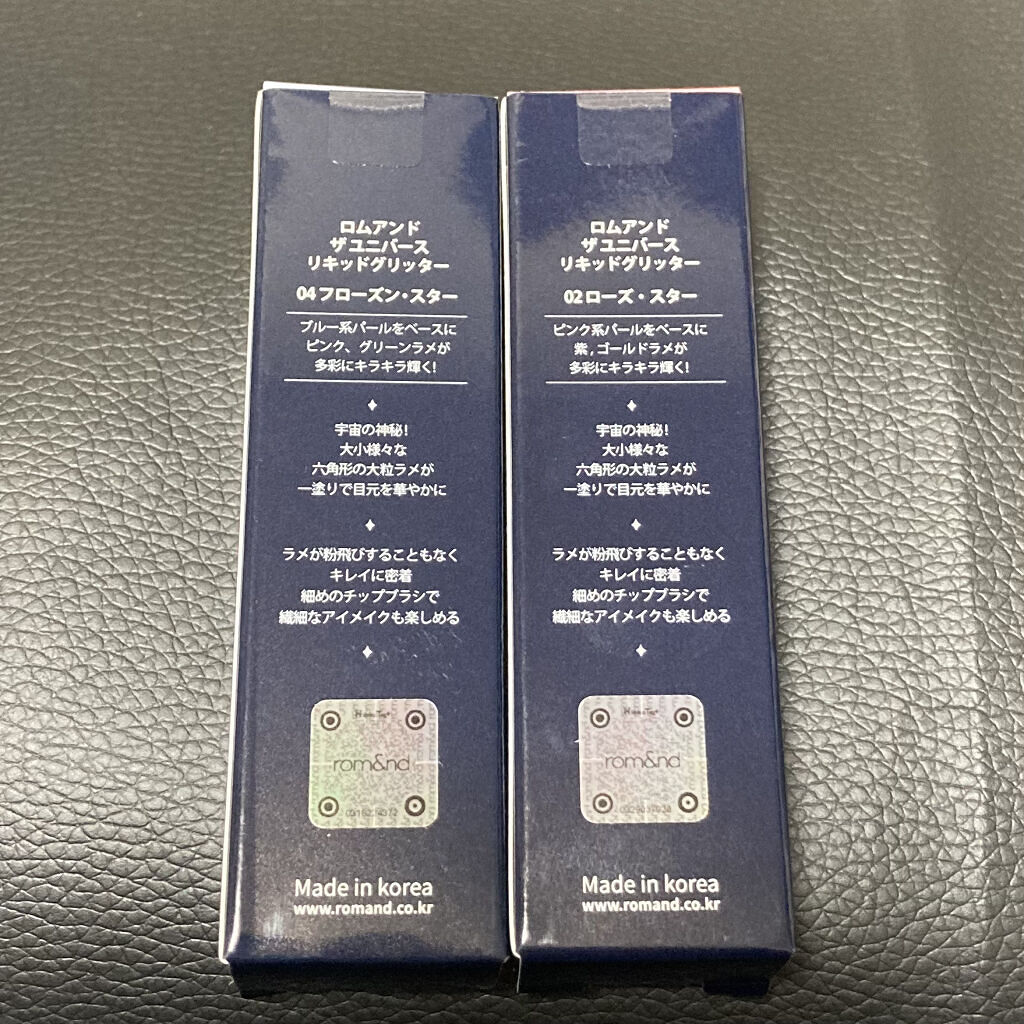 ロムアンド
ザ ユニバース
リキッドグリッター
04 フローズン・スター
ブルー系パールをベースに
ピンク、グリーンラメが
多彩にキラキラ輝く!
宇宙の神秘!
大小様々な
六角形の大粒ラメが
一塗りで目元を華やかに
ラメが粉飛びすることもなく
キレイに密着
細めのチップブラシで
繊細なアイメイクも楽しめる
rom&nd
Made in korea
www.romand.co.kr
ロムアンド
ザ ユニバース
リキッドグリッター
02 ローズ・スター
ピンク系パールをベースに
紫,ゴールドラメが
多彩にキラキラ輝く!
宇宙の神秘!
大小様々な
六角形の大粒ラメが
一塗りで目元を華やかに
ラメが粉飛びすることもなく
キレイに密着
細めのチップブラシで
繊細なアイメイクも楽しめる
rom&nd
Made in korea
www.romand.co.kr